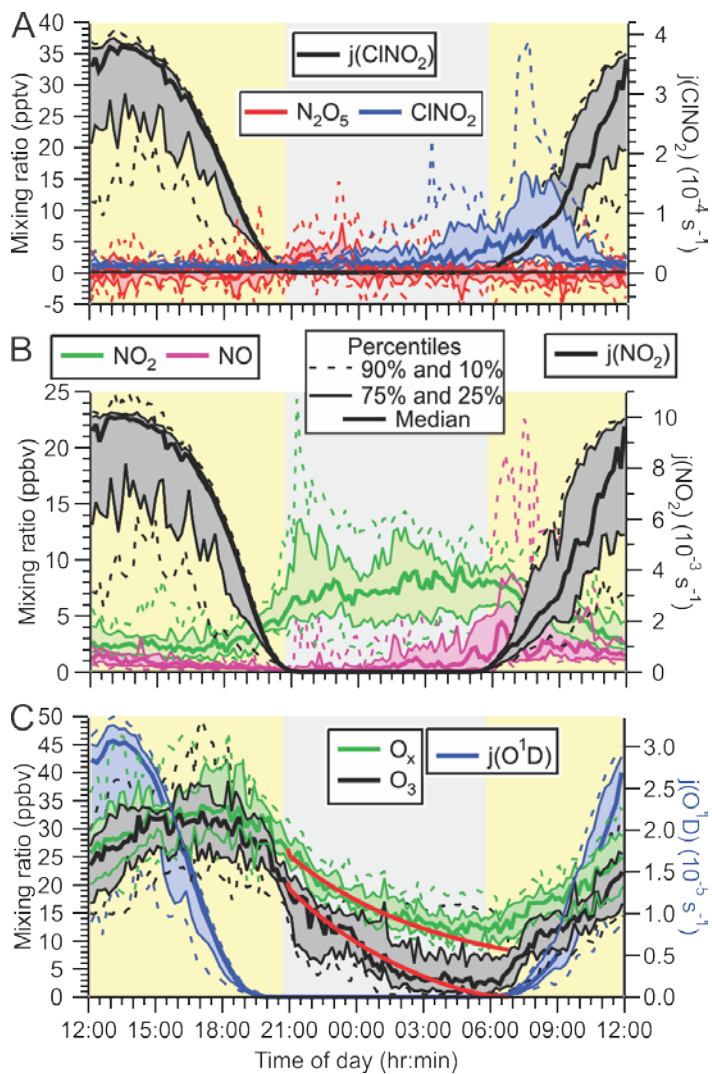 A
40
35
30
25
20
15
10
5
0
-5
Mixing ratio (pptv)
j(ClNO₂)
N₂O₅
ClNO₂
4
3
2
1
0
j(ClNO₂) (10⁻⁴ s⁻¹)
B
NO₂
NO
Percentiles
90% and 10%
75% and 25%
Median
j(NO₂)
25
22
15
10
5
0
Mixing ratio (ppbv)
10
8
6
4
2
0
j(NO₂) (10⁻³ s⁻¹)
C
50
45
40
35
30
25
20
15
10
5
0
Mixing ratio (ppbv)
Oₓ
O₃
j(O¹D)
3.0
2.5
2.0
1.5
1.0
0.5
0.0
j(O¹D) (10⁻⁵ s⁻¹)
12:00 15:00 18:00 21:00 00:00 03:00 06:00 09:00 12:00
Time of day (hr:min)